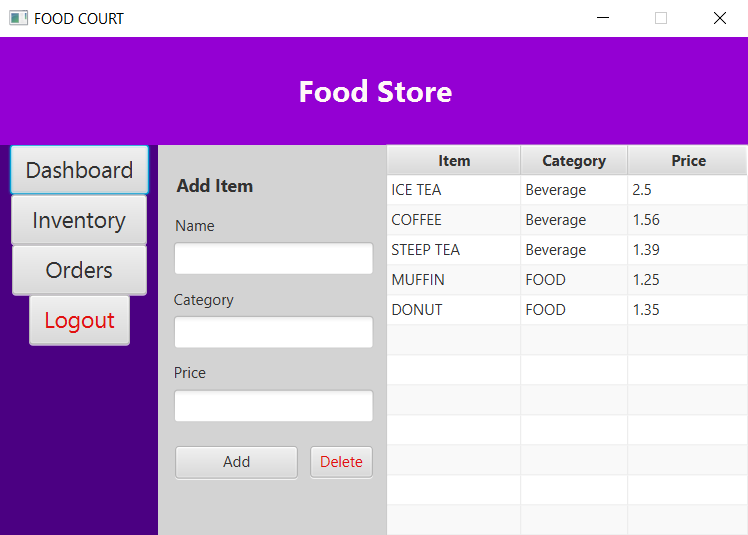 FOOD COURT
Food Store
Dashboard
Inventory
Orders
Logout
Add Item
Name
Category
Price
Add Delete
Item Category Price
ICE TEA Beverage 2.5
COFFEE Beverage 1.56
STEEP TEA Beverage 1.39
MUFFIN FOOD 1.25
DONUT FOOD 1.35